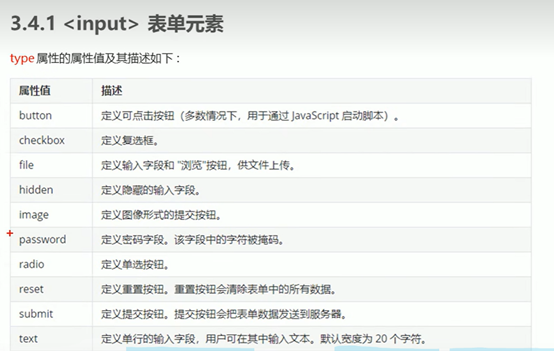 3.4.1 <input> 表单元素
type 属性的属性值及其描述如下：
属性值 描述
button 定义可点击按钮（多数情况下，用于通过 JavaScript 启动脚本）。
checkbox 定义复选框。
file 定义输入字段和 "浏览"按钮，供文件上传。
hidden 定义隐藏的输入字段。
image 定义图像形式的提交按钮。
password 定义密码字段。该字段中的字符被掩码。
radio 定义单选按钮。
reset 定义重置按钮。重置按钮会清除表单中的所有数据。
submit 定义提交按钮。提交按钮会把表单数据发送到服务器。
text 定义单行的输入字段，用户可在其中输入文本。默认宽度为 20 个字符。